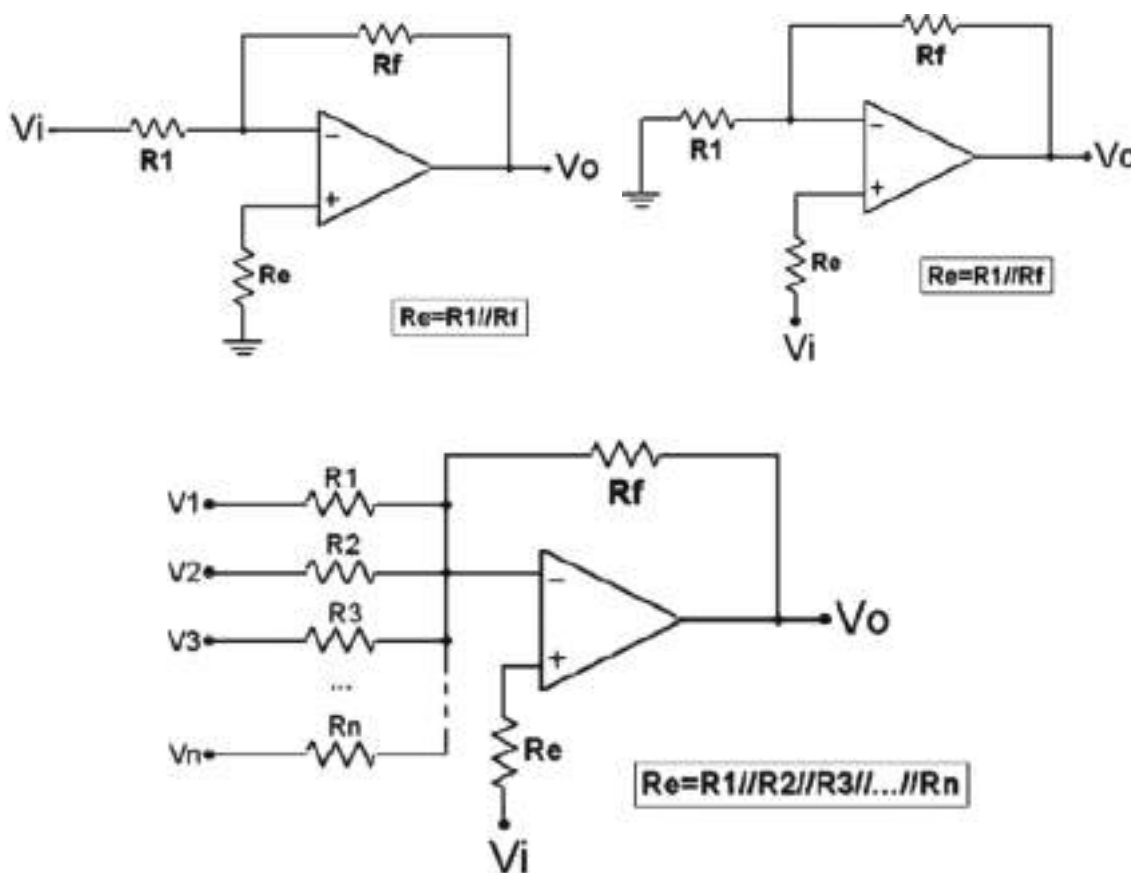 Rf
Vi
R1
Vo
Re
Re=R1//Rf
Rf
R1
Vo
Re
Re=R1//Rf
Vi
Rf
V1
R1
V2
R2
V3
R3
...
Vn
Rn
Vo
Re
Re=R1//R2//R3//...//Rn
Vi